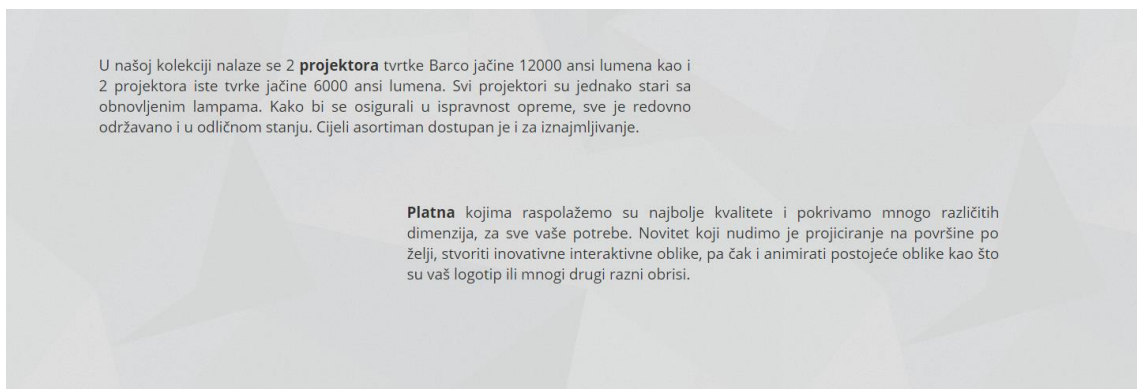 U našoj kolekciji nalaze se 2 projektora tvrtke Barco jačine 12000 ansi lumena kao i
2 projektora iste tvrke jačine 6000 ansi lumena. Svi projektori su jednako stari sa
obnovljenim lampama. Kako bi se osigurali u ispravnost opreme, sve je redovno
održavano i u odličnom stanju. Cijeli asortiman dostupan je i za iznajmljivanje.
Platna kojima raspolažemo su najbolje kvalitete i pokrivamo mnogo različitih
dimenzija, za sve vaše potrebe. Novitet koji nudimo je projiciranje na površine po
želji, stvoriti inovativne interaktivne oblike, pa čak i animirati postojeće oblike kao što
su vaš logotip ili mnogi drugi razni obrisi.